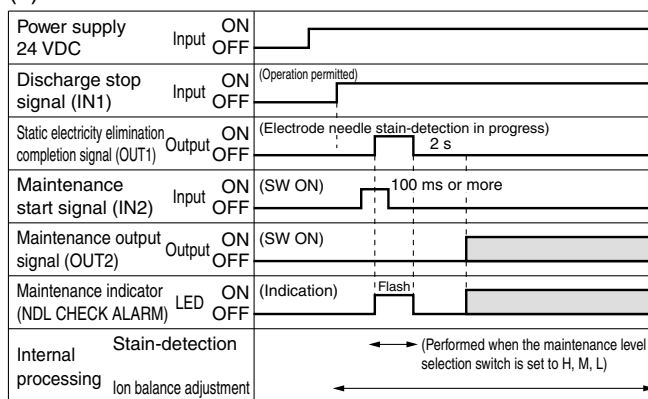 Power supply
24 VDC
Input
ON
OFF
Discharge stop
signal (IN1)
Input
ON
OFF
(Operation permitted)
Static electricity elimination
completion signal (OUT1)
Output
ON
OFF
(Electrode needle stain-detection in progress)
2 s
Maintenance
start signal (IN2)
Input
ON
OFF
(SW ON)
100 ms or more
Maintenance output
signal (OUT2)
Output
ON
OFF
(SW ON)
Maintenance indicator
(NDL CHECK ALARM)
LED
ON
OFF
(Indication)
Flash
Internal
processing
Stain-detection
(Performed when the maintenance level
selection switch is set to H, M, L)
Ion balance adjustment